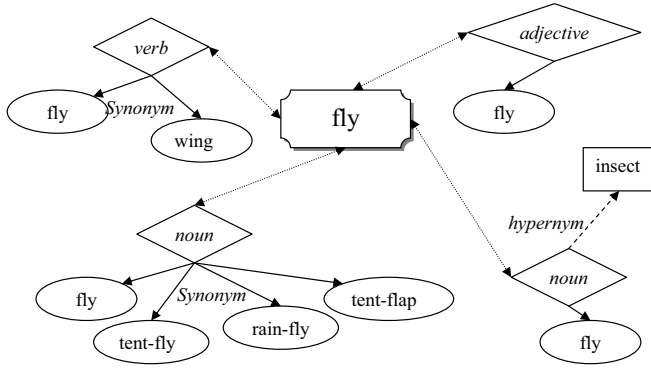 verb
adjective
fly
Synonym
wing
fly
fly
insect
hypernym
noun
noun
fly
Synonym
tent-fly
rain-fly
tent-flap
fly